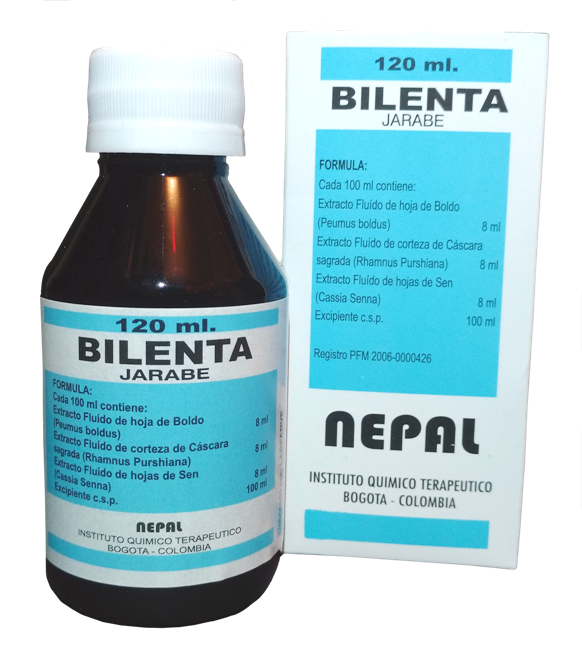 120 ml.
BILENTA
JARABE
FORMULA:
Cada 100 ml contiene:
Extracto Fluído de hoja de Boldo
(Peumus boldus) 8 ml
Extracto Fluído de corteza de Cáscara
sagrada (Rhamnus Purshiana) 8 ml
Extracto Fluído de hojas de Sen
(Cassia Senna) 8 ml
Excipiente c.s.p. 100 ml
Registro PFM 2006-0000426
NEPAL
INSTITUTO QUIMICO TERAPEUTICO
BOGOTA - COLOMBIA
120 ml.
BILENTA
JARABE
FORMULA:
Cada 100 ml contiene:
Extracto Fluído de hoja de Boldo 8 ml
(Peumus boldus)
Extracto Fluído de corteza de Cáscara 8 ml
sagrada (Rhamnus Purshiana)
Extracto Fluído de hojas de Sen 8 ml
(Cassia Senna) 100 ml
Excipiente c.s.p.
NEPAL
INSTITUTO QUIMICO TERAPEUTICO
BOGOTA - COLOMBIA